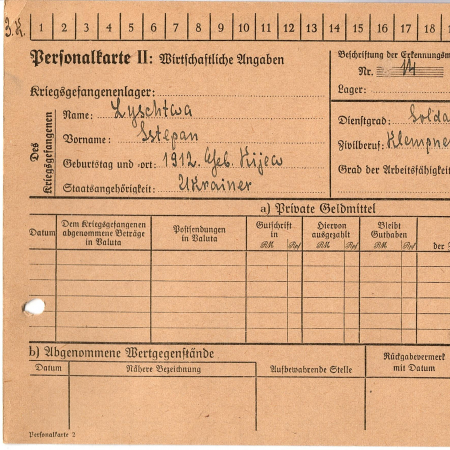 3. K. 1 2 3 4 5 6 7 8 9 10 11 12 13 14 15 16 17 18
Personalkarte II: Wirtschaftliche Angaben
Beschriftung der Erkennungsm
Nr. 14
Kriegsgefangenenlager:
Lager:
Des Kriegsgefangenen
Name: Lyschtwa
Vorname: Sstepan
Geburtstag und -ort: 1912. Geb. Kijew
Staatsangehörigkeit: Ukrainer
Dienstgrad: Solda
Zivilberuf: Klempner
Grad der Arbeitsfähigkeit
a) Private Geldmittel
Datum
Dem Kriegsgefangenen
abgenommene Beträge
in Valuta
Postsendungen
in Valuta
Gutschrift
in
RM Rpf
Hiervon
ausgezahlt
RM Rpf
Bleibt
Guthaben
RM Rpf
der
b) Abgenommene Wertgegenstände
Datum Nähere Bezeichnung Aufbewahrende Stelle
Rückgabevermerk
mit Datum
Personalkarte 2